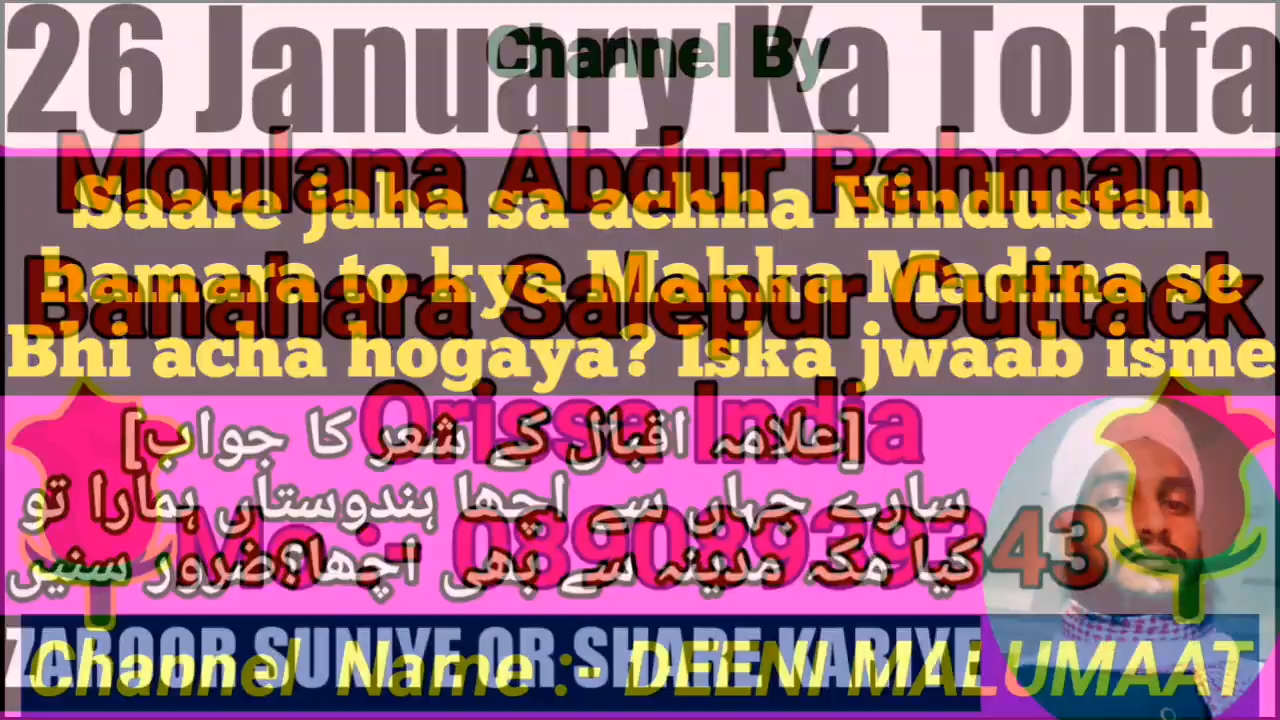 26 January Ka Tohfa
Channel By
Moulana Abdur Rahman
Saare jaha sa achha Hindustan
Banahara Salepur Cuttack
hamara to kya Makka Madina se
Bhi acha hogaya? Iska jwaab isme
Orissa India
[علامہ اقبال کے شعر کا جواب]
سارے جہاں سے اچھا ہندوستاں ہمارا تو
Mo :- 08908939343
کیا مکہ مدینہ سے بھی اچھا؟ضرور سنیں
ZAROOR SUNIYE OR SHARE KARIYE
Channel Name :- DEENI MALUMAAT